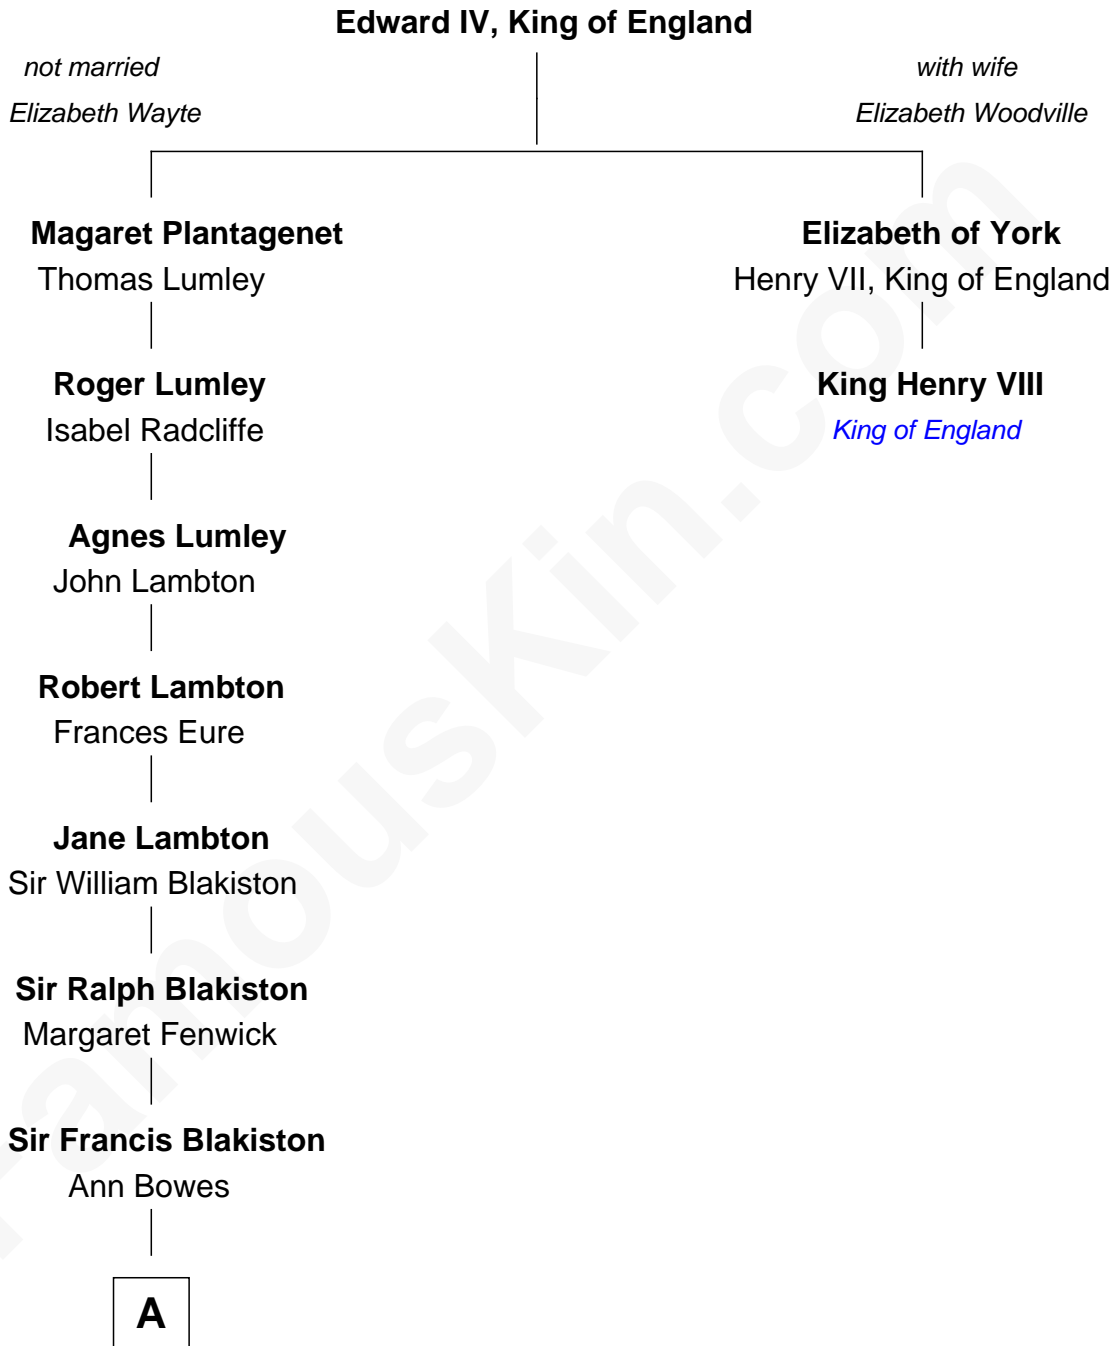 Edward IV, King of England
not married
Elizabeth Wayte
with wife
Elizabeth Woodville
Magaret Plantagenet
Thomas Lumley
Elizabeth of York
Henry VII, King of England
Roger Lumley
Isabel Radcliffe
King Henry VIII
King of England
Agnes Lumley
John Lambton
Robert Lambton
Frances Eure
Jane Lambton
Sir William Blakiston
Sir Ralph Blakiston
Margaret Fenwick
Sir Francis Blakiston
Ann Bowes
A
FamousKin.com